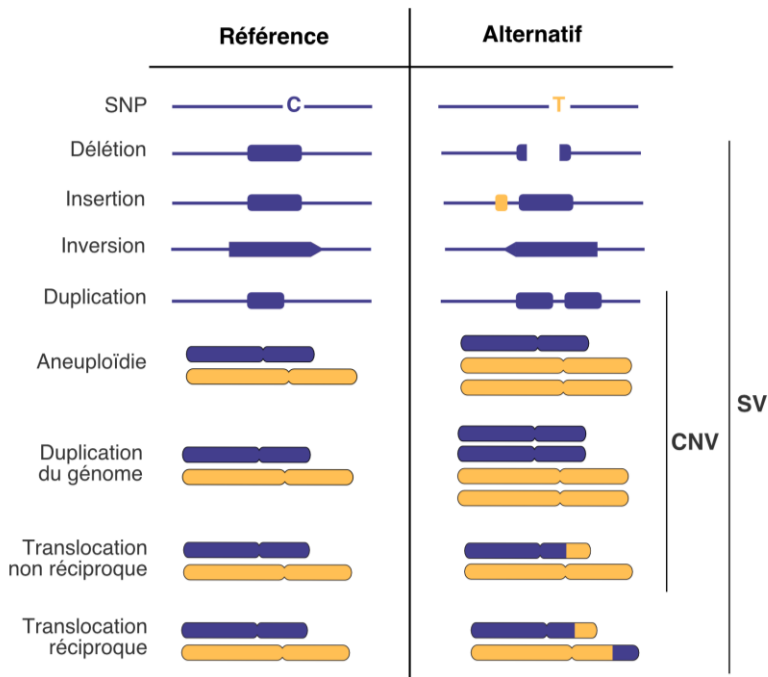 Référence
Alternatif
SNP
C
T
Délétion
Insertion
Inversion
Duplication
Aneuploïdie
Duplication
du génome
Translocation
non réciproque
Translocation
réciproque
CNV
SV